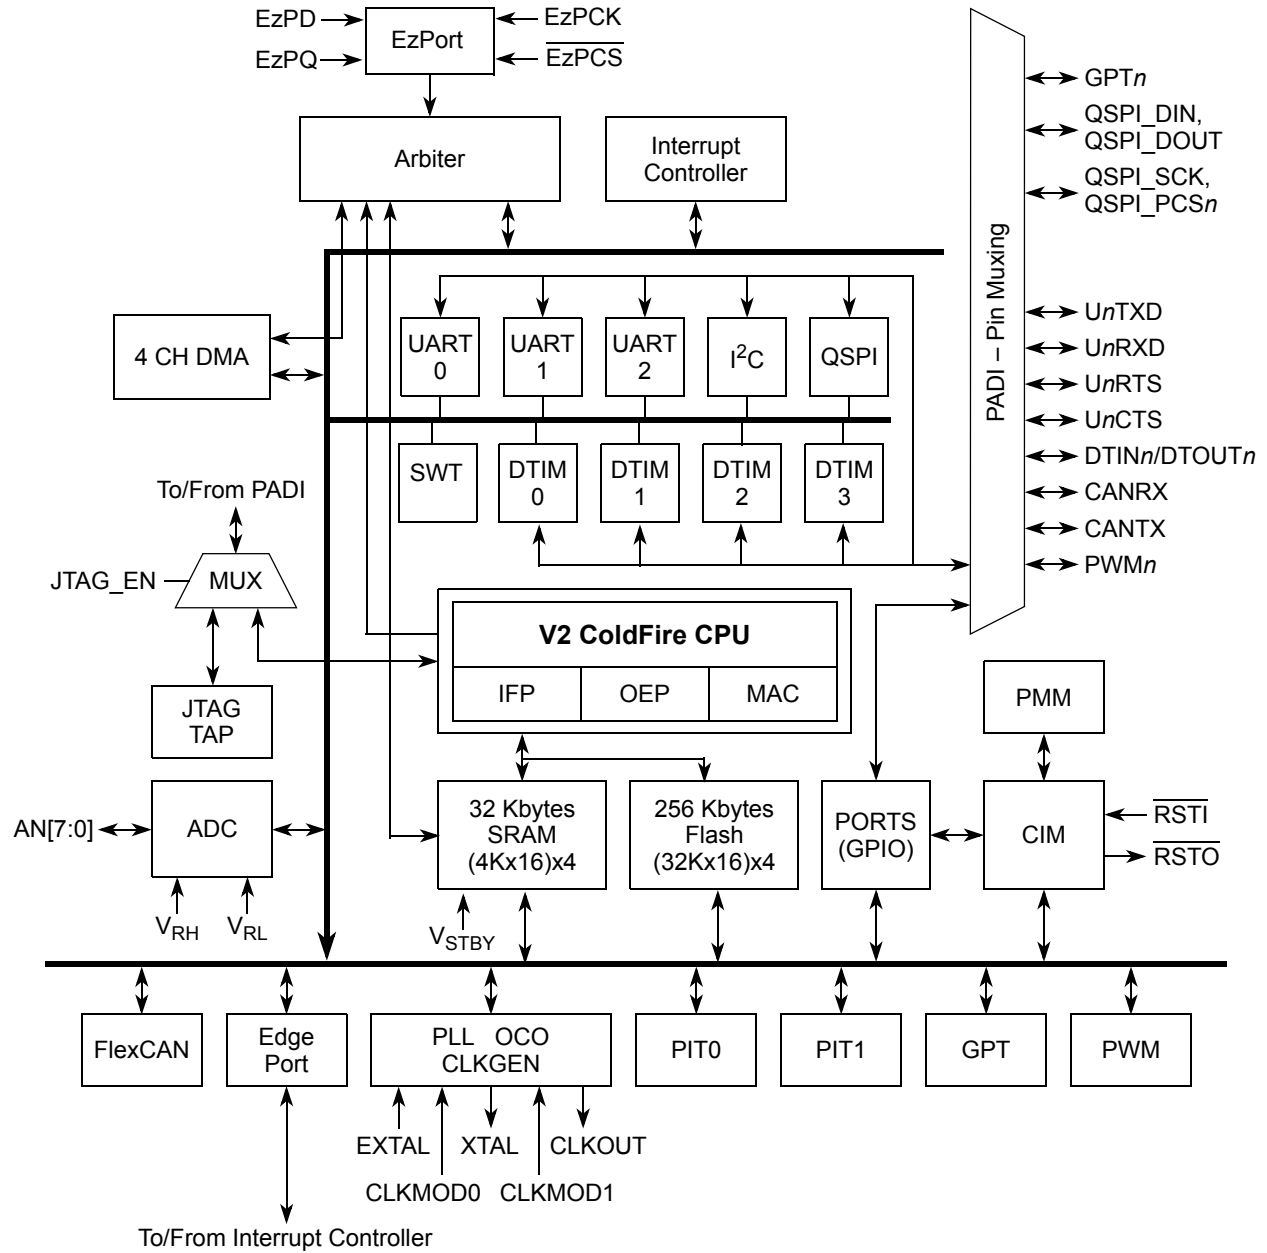 EzPD
EzPCK
EzPort
EzPQ
EzPCS
Arbiter
Interrupt
Controller
GPTn
QSPI_DIN,
QSPI_DOUT
QSPI_SCK,
QSPI_PCSn
PADI – Pin Muxing
UnTXD
UnRXD
UnRTS
UnCTS
DTINn/DTOUTn
CANRX
CANTX
PWMn
4 CH DMA
UART
0
UART
1
UART
2
I²C
QSPI
SWT
DTIM
0
DTIM
1
DTIM
2
DTIM
3
To/From PADI
JTAG_EN
MUX
JTAG
TAP
V2 ColdFire CPU
IFP
OEP
MAC
PMM
AN[7:0]
ADC
VRH
VRL
32 Kbytes
SRAM
(4Kx16)x4
VSTBY
256 Kbytes
Flash
(32Kx16)x4
PORTS
(GPIO)
CIM
RSTI
RSTO
FlexCAN
Edge
Port
PLL OCO
CLKGEN
PIT0
PIT1
GPT
PWM
EXTAL
XTAL
CLKOUT
CLKMOD0
CLKMOD1
To/From Interrupt Controller